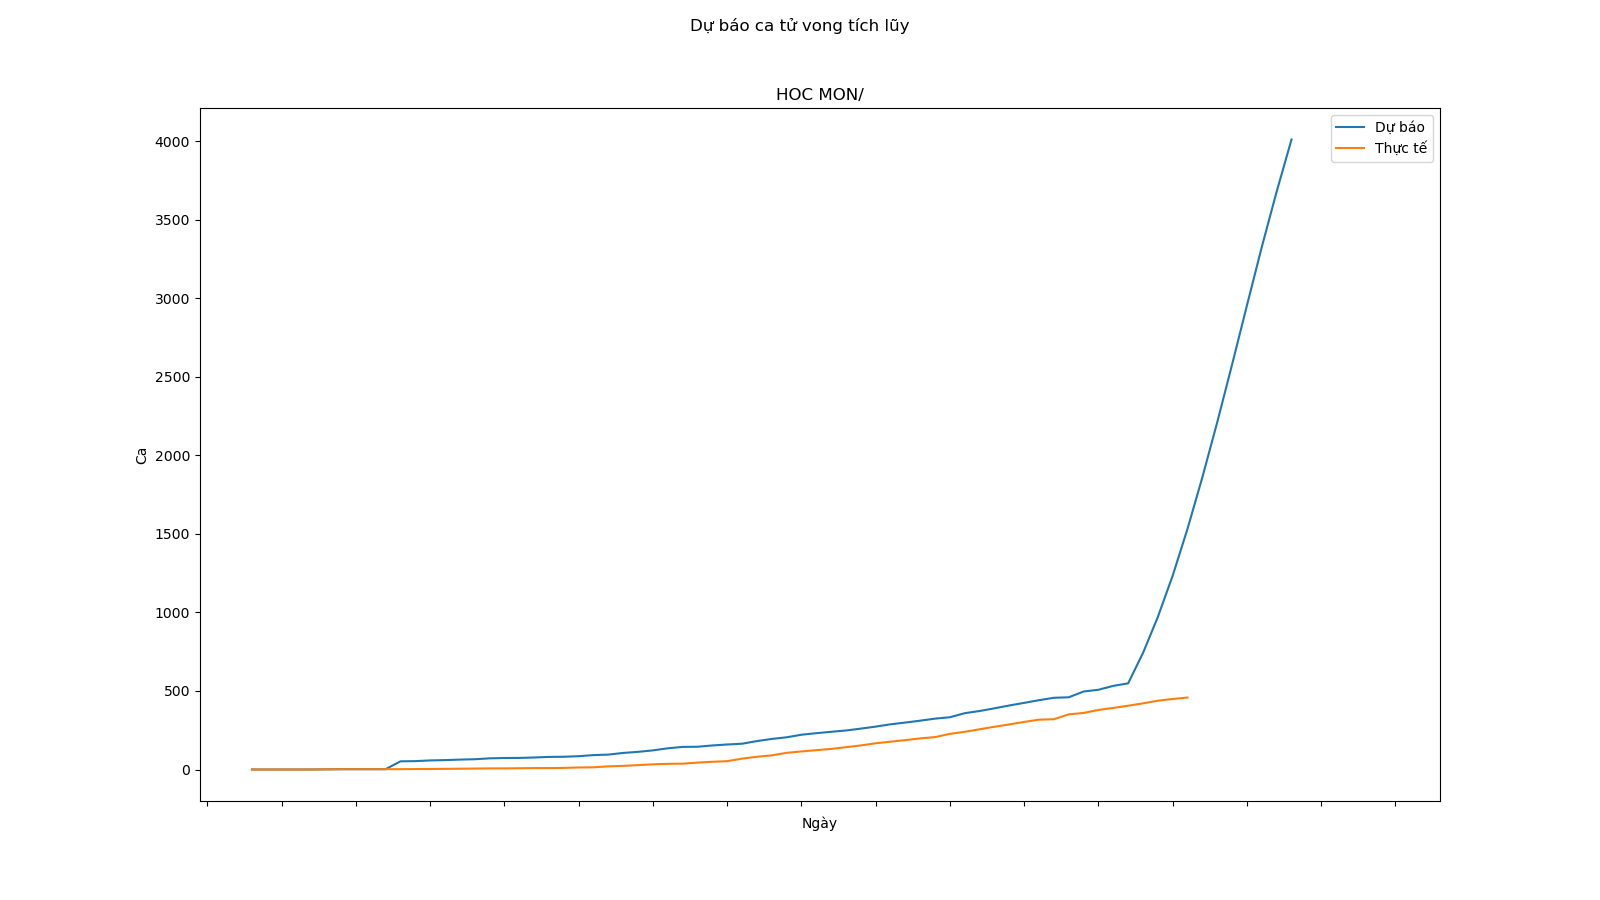 Dự báo ca tử vong tích lũy
HOC MON/
Dự báo
Thực tế
4000
3500
3000
2500
2000
1500
1000
500
0
Ca
Ngày